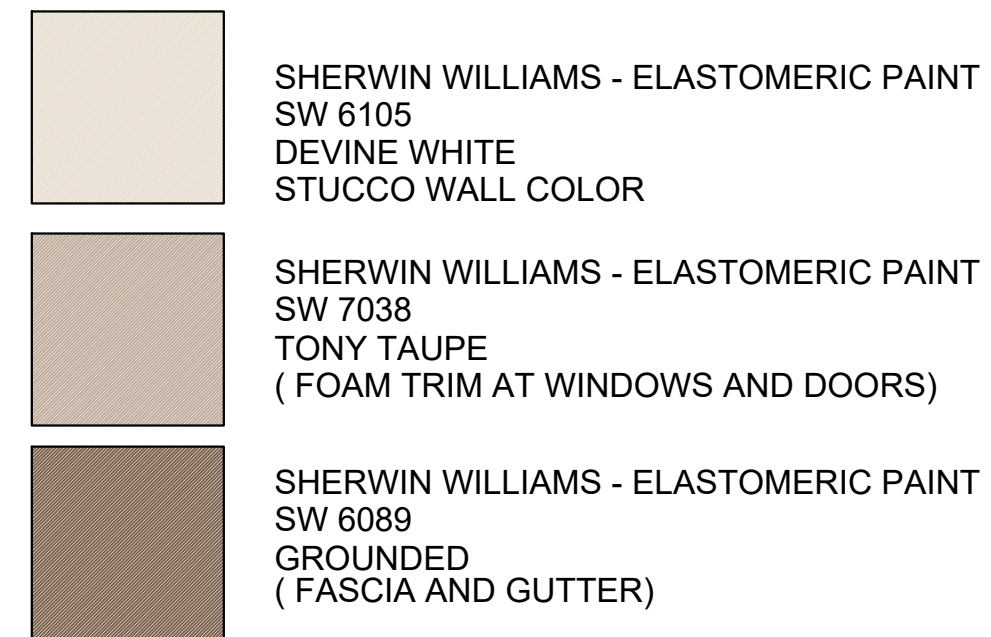 SHERWIN WILLIAMS - ELASTOMERIC PAINT
SW 6105
DEVINE WHITE
STUCCO WALL COLOR
SHERWIN WILLIAMS - ELASTOMERIC PAINT
SW 7038
TONY TAUPE
( FOAM TRIM AT WINDOWS AND DOORS)
SHERWIN WILLIAMS - ELASTOMERIC PAINT
SW 6089
GROUNDED
( FASCIA AND GUTTER)